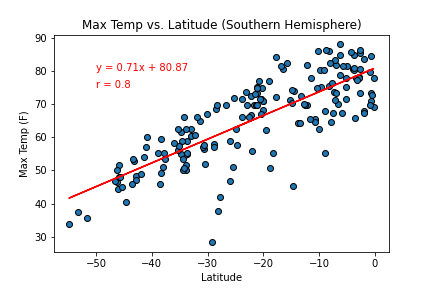 Max Temp vs. Latitude (Southern Hemisphere)
90
80
70
60
50
40
30
Max Temp (F)
y = 0.71x + 80.87
r = 0.8
−50 −40 −30 −20 −10 0
Latitude